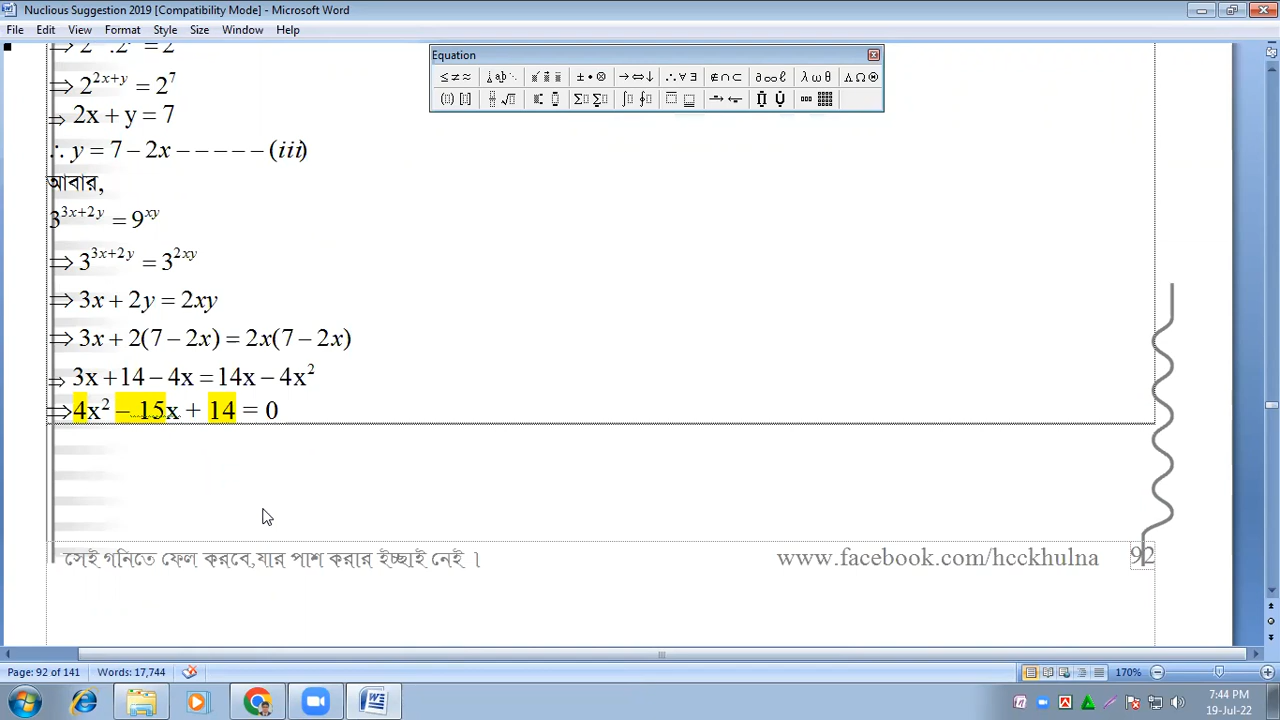 Nuclious Suggestion 2019 [Compatibility Mode] - Microsoft Word
File Edit View Format Style Size Window Help
Equation
⇒ 2^{2x+y} = 2^7
⇒ 2x + y = 7
∴ y = 7 − 2x − − − − − (iii)
আবার,
3^{3x+2y} = 9^{xy}
⇒ 3^{3x+2y} = 3^{2xy}
⇒ 3x + 2y = 2xy
⇒ 3x + 2(7 − 2x) = 2x(7 − 2x)
⇒ 3x + 14 − 4x = 14x − 4x²
⇒ 4x² − 15x + 14 = 0
সেই গনিতে ফেল করবে,যার পাশ করার ইচ্ছাই নেই ।
www.facebook.com/hcckhulna
92
Page: 92 of 141 Words: 17,744 170%
7:44 PM
19-Jul-22